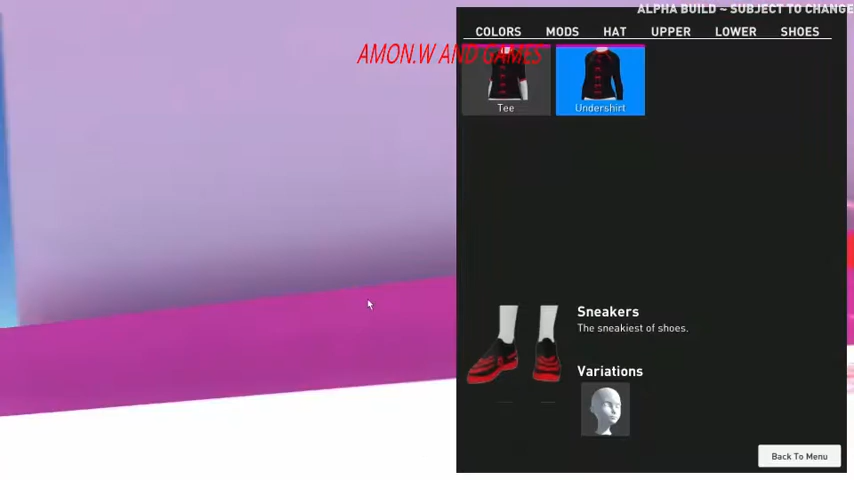 ALPHA BUILD ~ SUBJECT TO CHANGE
COLORS MODS HAT UPPER LOWER SHOES
AMON.W AND GAMES
Tee Undershirt
Sneakers
The sneakiest of shoes.
Variations
Back To Menu